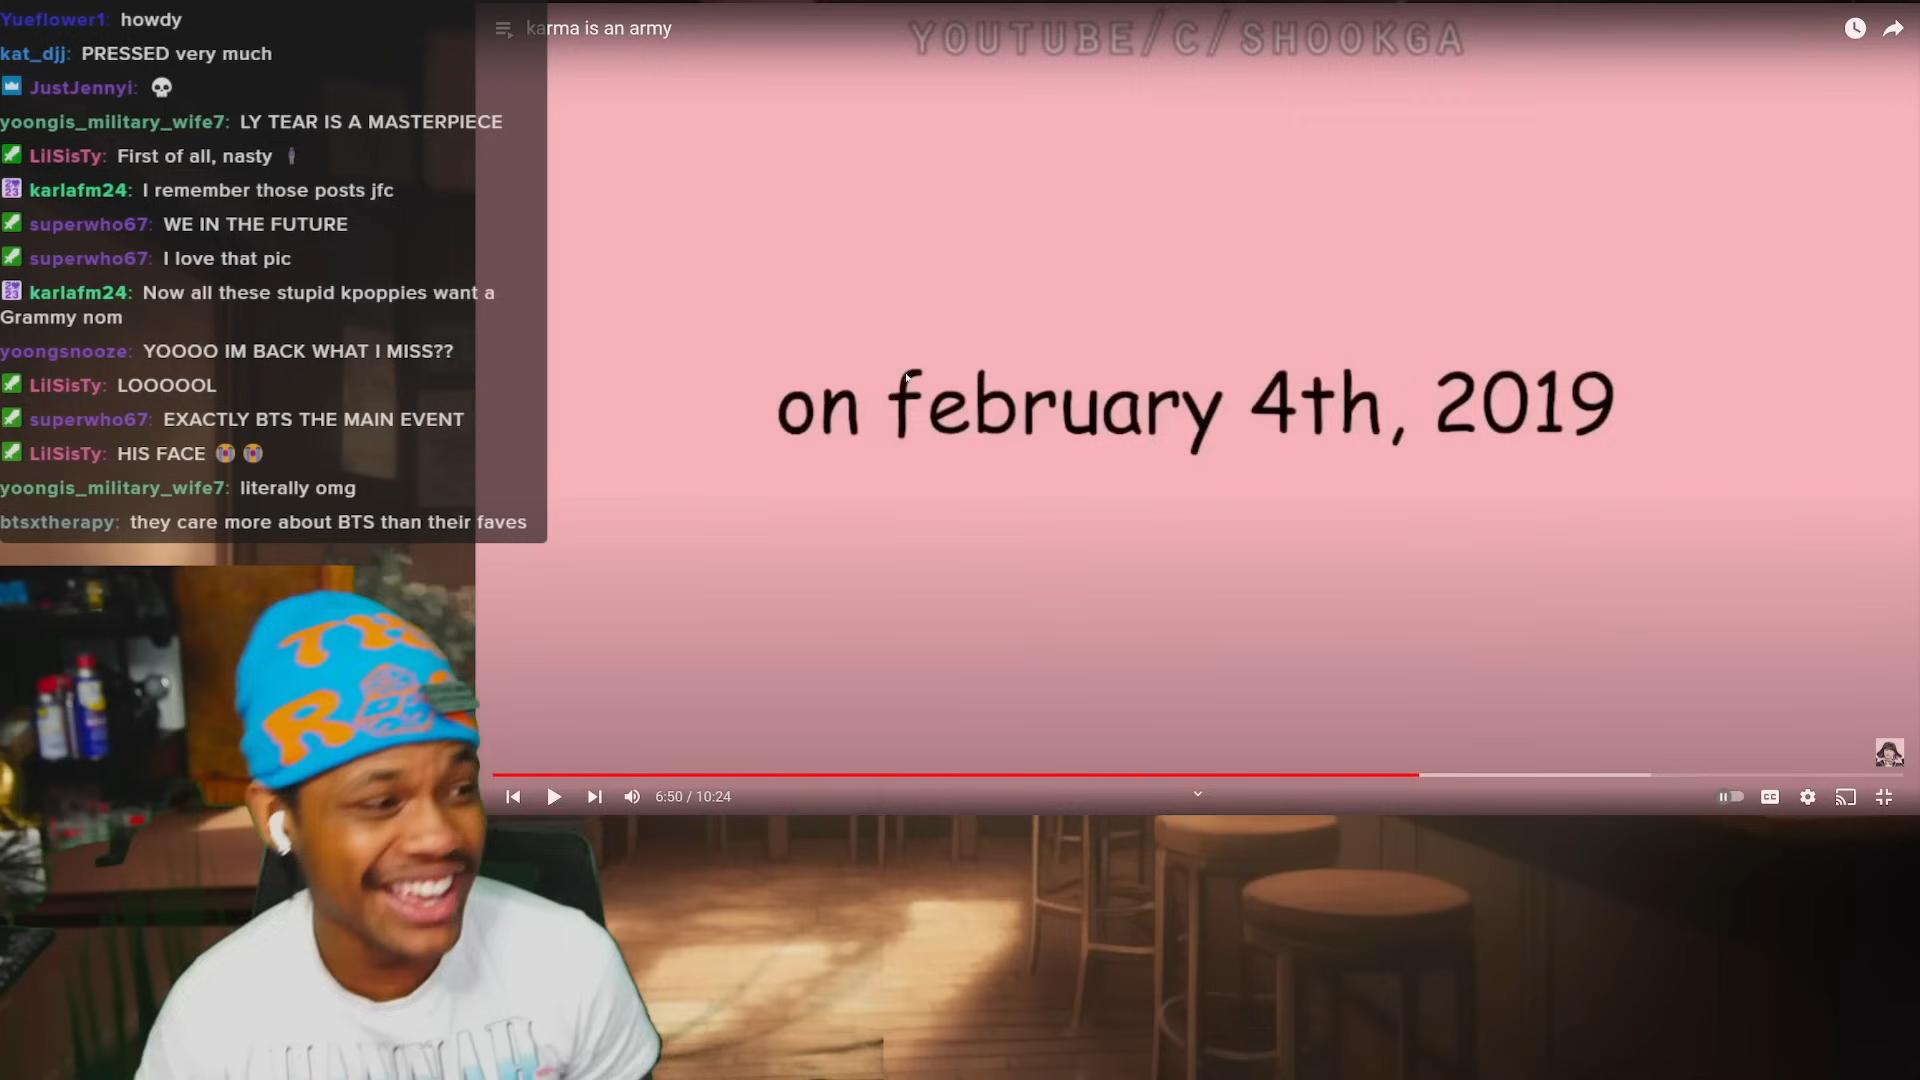 Yueflower1: howdy
kat_djj: PRESSED very much
JustJennyi: 💀
yoongis_military_wife7: LY TEAR IS A MASTERPIECE
LilSisTy: First of all, nasty
karlafm24: I remember those posts jfc
superwho67: WE IN THE FUTURE
superwho67: I love that pic
karlafm24: Now all these stupid kpoppies want a
Grammy nom
yoongsnooze: YOOOO IM BACK WHAT I MISS??
LilSisTy: LOOOOOL
superwho67: EXACTLY BTS THE MAIN EVENT
LilSisTy: HIS FACE 😭 😭
yoongis_military_wife7: literally omg
btsxtherapy: they care more about BTS than their faves
karma is an army
YOUTUBE/C/SHOOKGA
on february 4th, 2019
6:50 / 10:24
CC